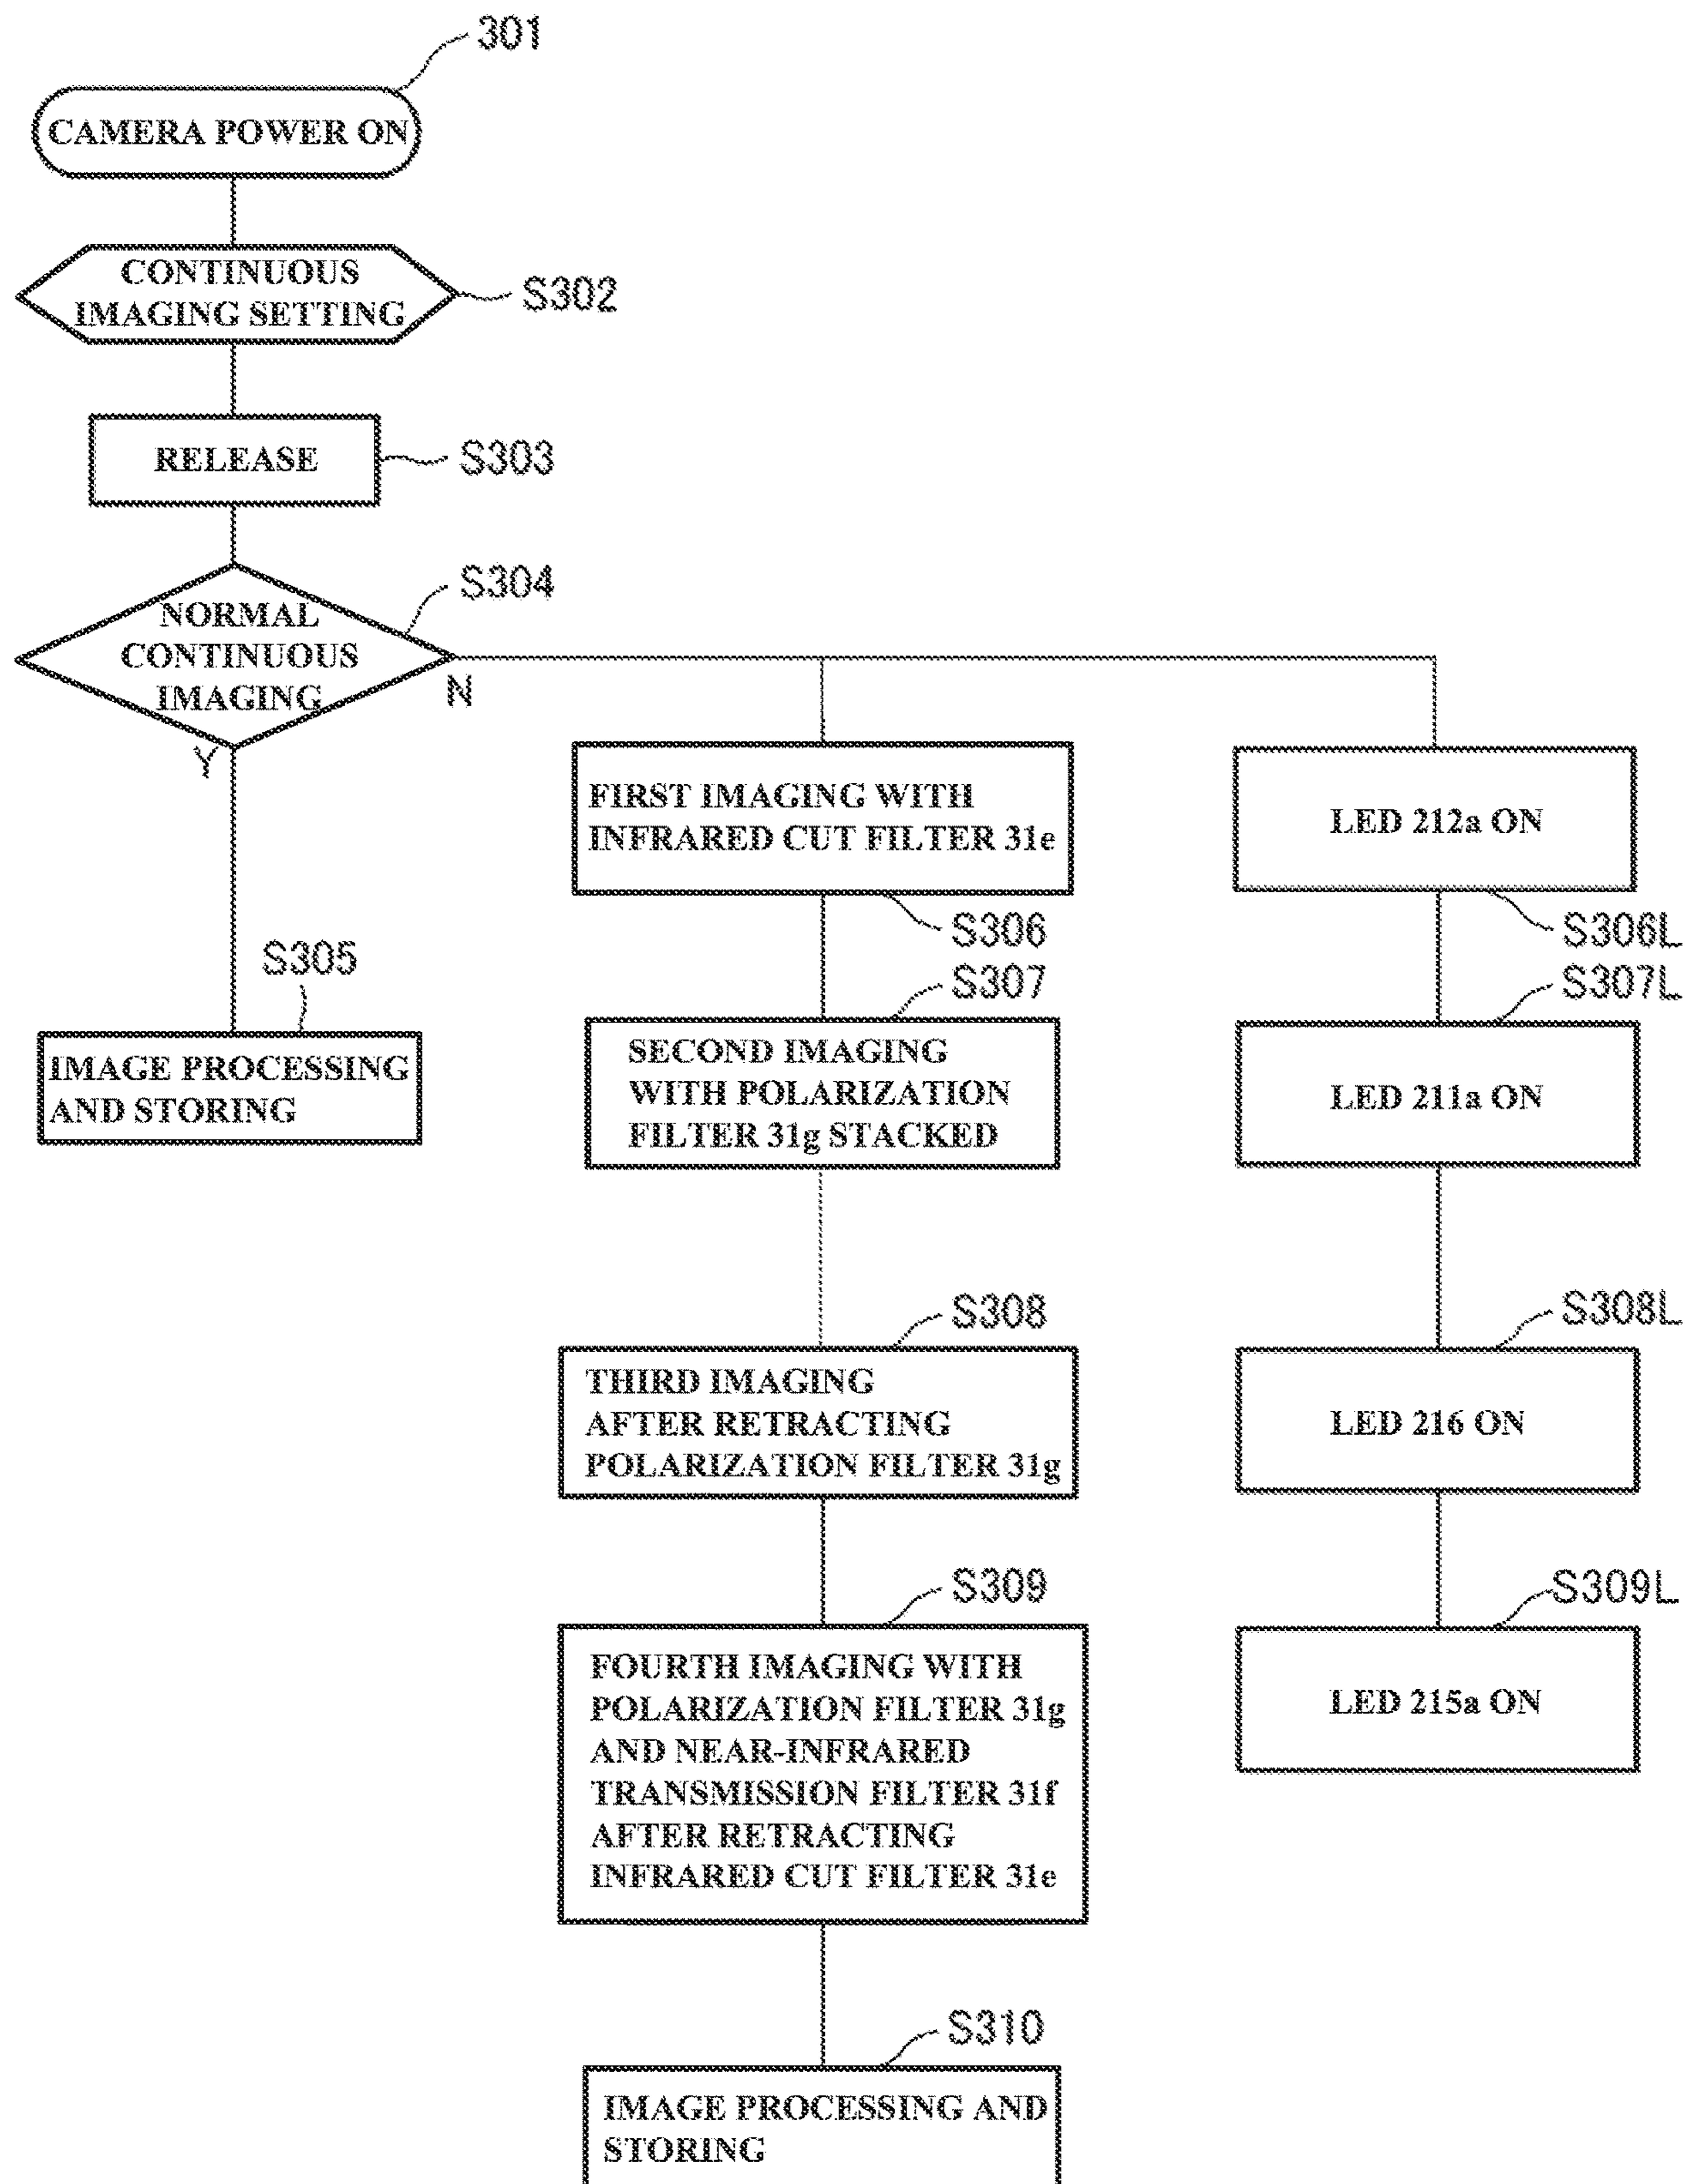 301
CAMERA POWER ON
CONTINUOUS
IMAGING SETTING
S302
RELEASE
S303
S304
NORMAL
CONTINUOUS
IMAGING
N
Y
S305
IMAGE PROCESSING
AND STORING
FIRST IMAGING WITH
INFRARED CUT FILTER 31e
S306
S307
SECOND IMAGING
WITH POLARIZATION
FILTER 31g STACKED
S308
THIRD IMAGING
AFTER RETRACTING
POLARIZATION FILTER 31g
S309
FOURTH IMAGING WITH
POLARIZATION FILTER 31g
AND NEAR-INFRARED
TRANSMISSION FILTER 31f
AFTER RETRACTING
INFRARED CUT FILTER 31e
S310
IMAGE PROCESSING AND
STORING
LED 212a ON
S306L
S307L
LED 211a ON
S308L
LED 216 ON
S309L
LED 215a ON